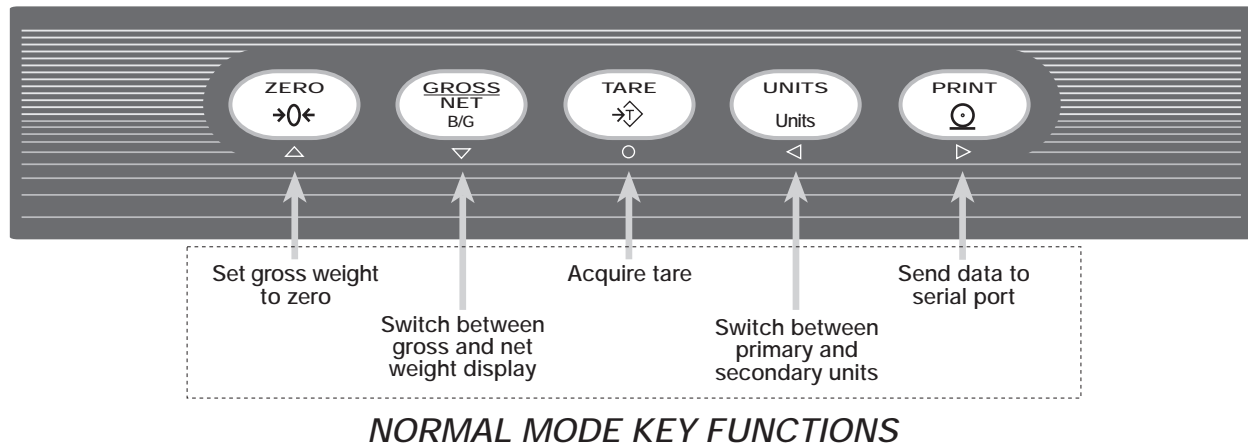 ZERO
→0←
GROSS
NET
B/G
TARE
→T
UNITS
Units
PRINT
Set gross weight
to zero
Switch between
gross and net
weight display
Acquire tare
Switch between
primary and
secondary units
Send data to
serial port
NORMAL MODE KEY FUNCTIONS